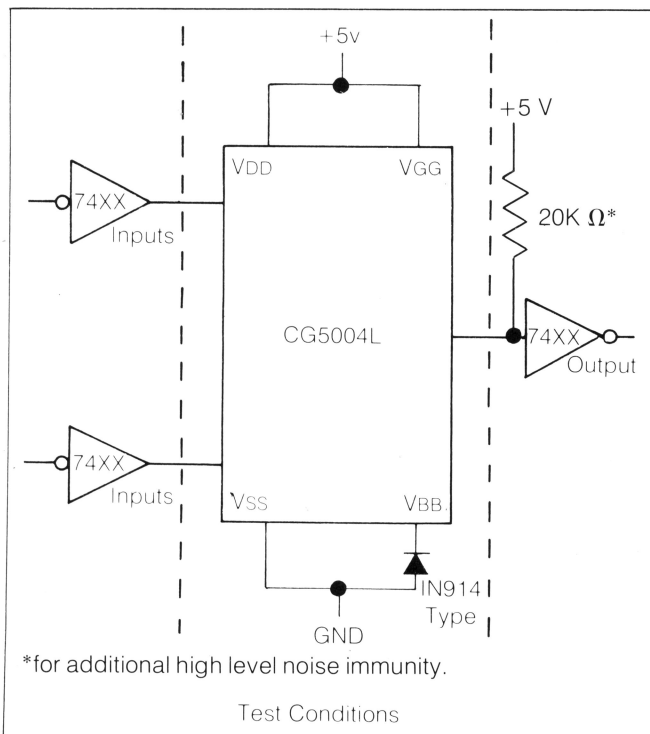 +5v
+5 V
VDD
VGG
74XX
Inputs
20K Ω*
CG5004L
74XX
Output
74XX
Inputs
VSS
VBB
IN914
Type
GND
*for additional high level noise immunity.
Test Conditions